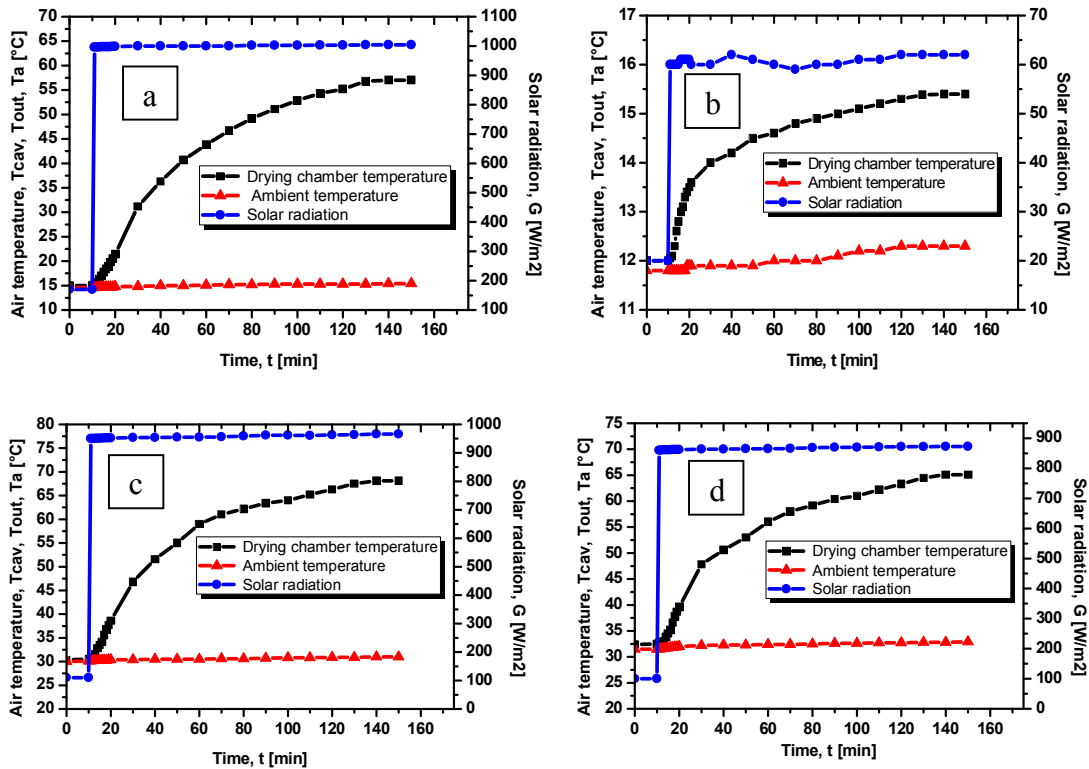 70
65
60
55
50
45
40
35
30
25
20
15
10
0 20 40 60 80 100 120 140 160
1100
1000
900
800
700
600
500
400
300
200
100
Air temperature, Tcav, Tout, Ta [°C]
Solar radiation, G [W/m2]
Time, t [min]
a
Drying chamber temperature
Ambient temperature
Solar radiation
17
16
15
14
13
12
11
0 20 40 60 80 100 120 140 160
70
60
50
40
30
20
10
Air temperature, Tcav, Tout, Ta [°C]
Solar radiation, G [W/m2]
Time, t [min]
b
Drying chamber temperature
Ambient temperature
Solar radiation
80
75
70
65
60
55
50
45
40
35
30
25
20
0 20 40 60 80 100 120 140 160
1000
900
800
700
600
500
400
300
200
100
0
Air temperature, Tcav, Tout, Ta [°C]
Solar radiation, G [W/m2]
Time, t [min]
c
Drying chamber temperature
Ambient temperature
Solar radiation
75
70
65
60
55
50
45
40
35
30
25
20
0 20 40 60 80 100 120 140 160
900
800
700
600
500
400
300
200
100
0
Air temperature, Tcav, Tout, Ta [°C]
Solar radiation, G [W/m2]
Time, t [min]
d
Drying chamber temperature
Ambient temperature
Solar radiation